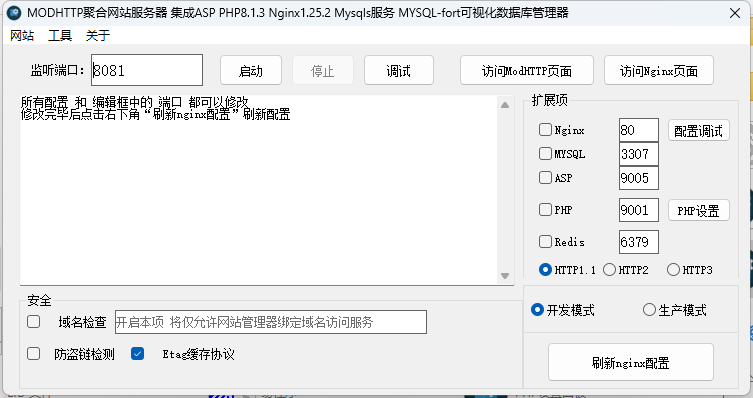 MODHTTP聚合网站服务器 集成ASP PHP8.1.3 Nginx1.25.2 Mysqls服务 MYSQL-fort可视化数据库管理器
网站 工具 关于
监听端口: 8081 启动 停止 调试 访问ModHTTP页面 访问Nginx页面
所有配置 和 编辑框中的 端口 都可以修改
修改完毕后点击右下角“刷新nginx配置”刷新配置
扩展项
Nginx 80 配置调试
MYSQL 3307
ASP 9005
PHP 9001 PHP设置
Redis 6379
HTTP1.1 HTTP2 HTTP3
安全
域名检查 开启本项 将仅允许网站管理器绑定域名访问服务
防盗链检测 Etag缓存协议
开发模式 生产模式
刷新nginx配置